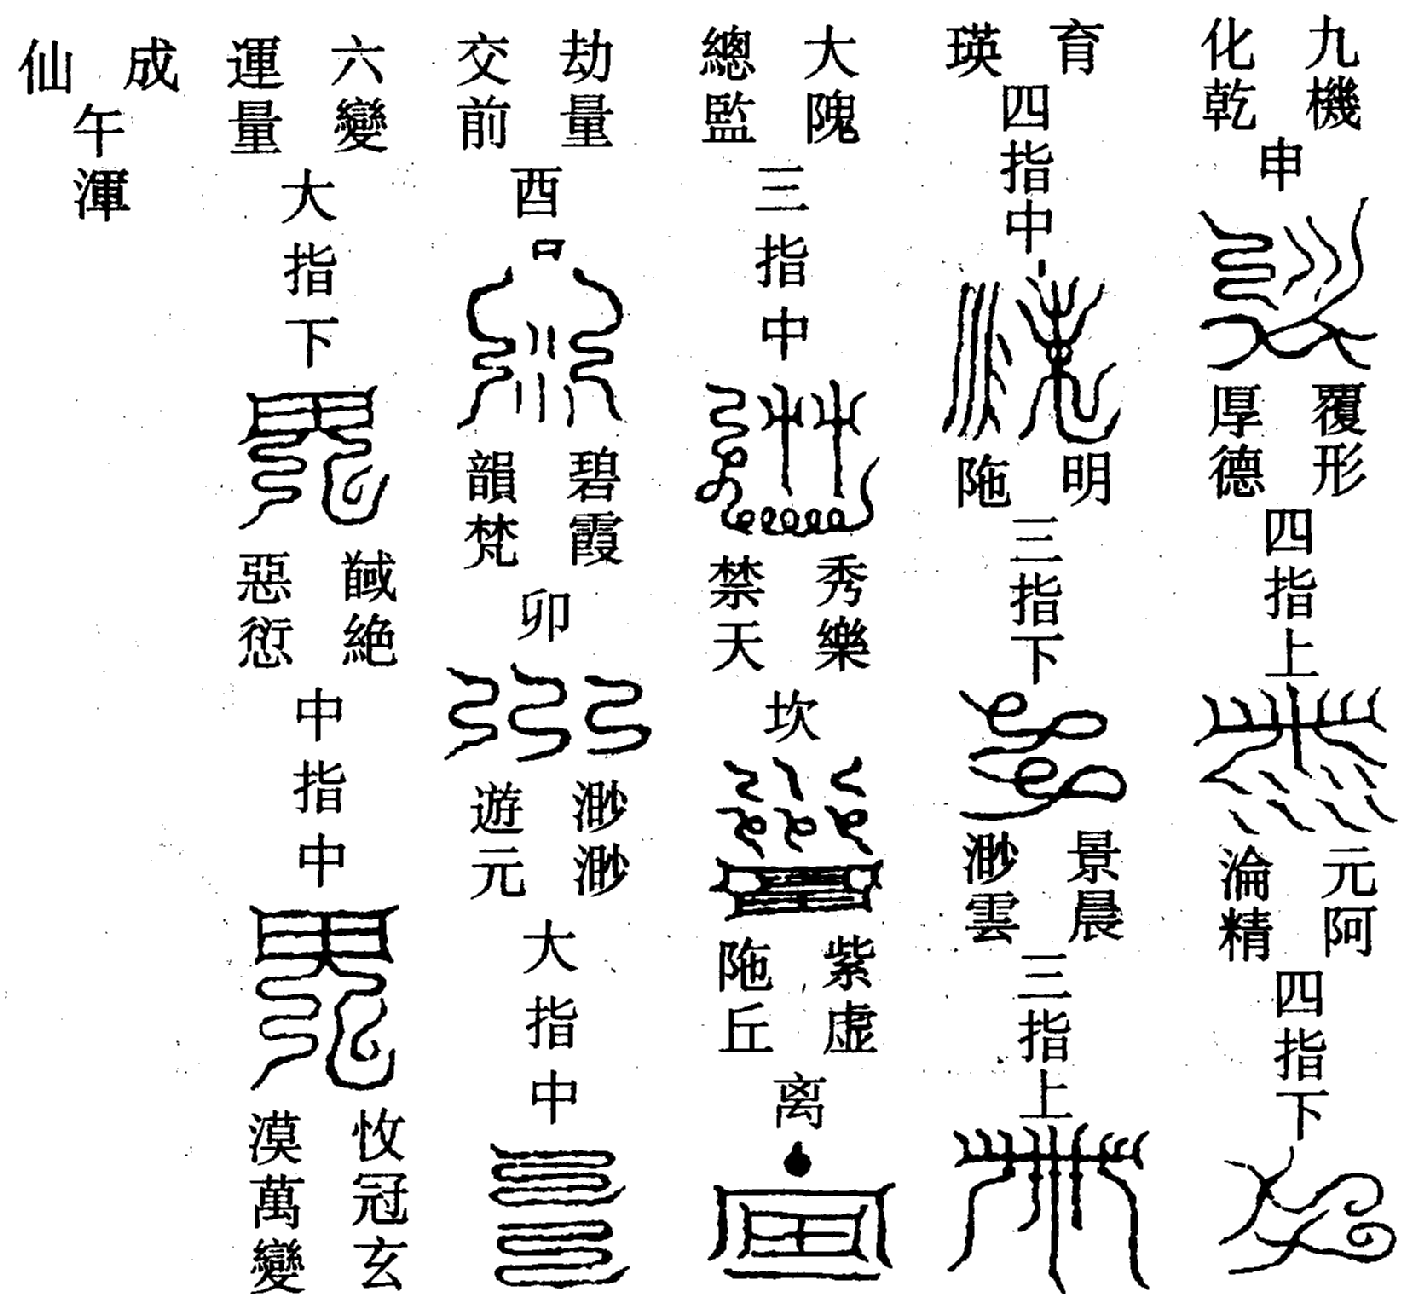 九機化乾
申
覆形厚德
四指上
元阿淪精
四指下
育瑛
四指中
明陁
三指下
景晨渺雲
三指上
大隗總監
三指中
秀樂禁天
坎
紫虛陁丘
离
劫量交前
酉
碧霞韻梵
卯
渺渺遊元
大指中
六變運量
大指下
馘絶惡愆
中指中
冠玄漠萬變
成仙
午渾